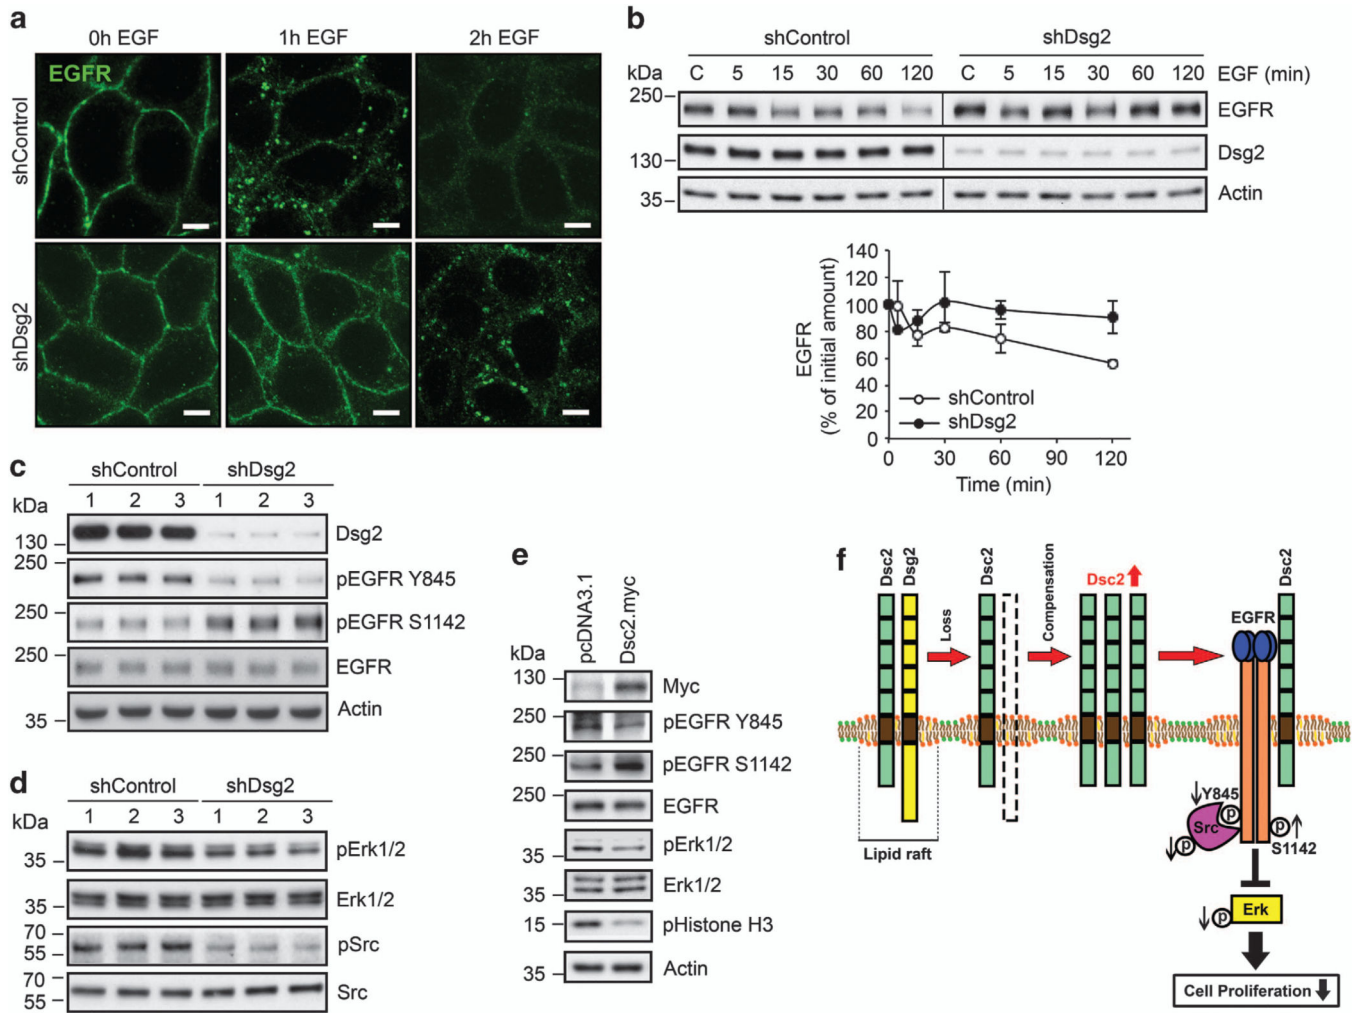 a
0h EGF 1h EGF 2h EGF
EGFR
shControl
shDsg2
b
shControl shDsg2
kDa C 5 15 30 60 120 C 5 15 30 60 120 EGF (min)
250 EGFR
130 Dsg2
35 Actin
140
120
100
80
60
40
20
0
EGFR
(% of initial amount)
shControl
shDsg2
0 30 60 90 120
Time (min)
c
shControl shDsg2
kDa 1 2 3 1 2 3
130 Dsg2
250 pEGFR Y845
250 pEGFR S1142
250 EGFR
35 Actin
d
shControl shDsg2
kDa 1 2 3 1 2 3
35 pErk1/2
35 Erk1/2
70
55 pSrc
70
55 Src
e
pcDNA3.1 Dsc2.myc
kDa
130 Myc
250 pEGFR Y845
250 pEGFR S1142
250 EGFR
35 pErk1/2
35 Erk1/2
15 pHistone H3
35 Actin
f
Dsc2 Dsg2 Loss Dsc2 Compensation Dsc2 EGFR Dsc2
Lipid raft
Y845
P
Src
P
P
S1142
P
Erk
Cell Proliferation